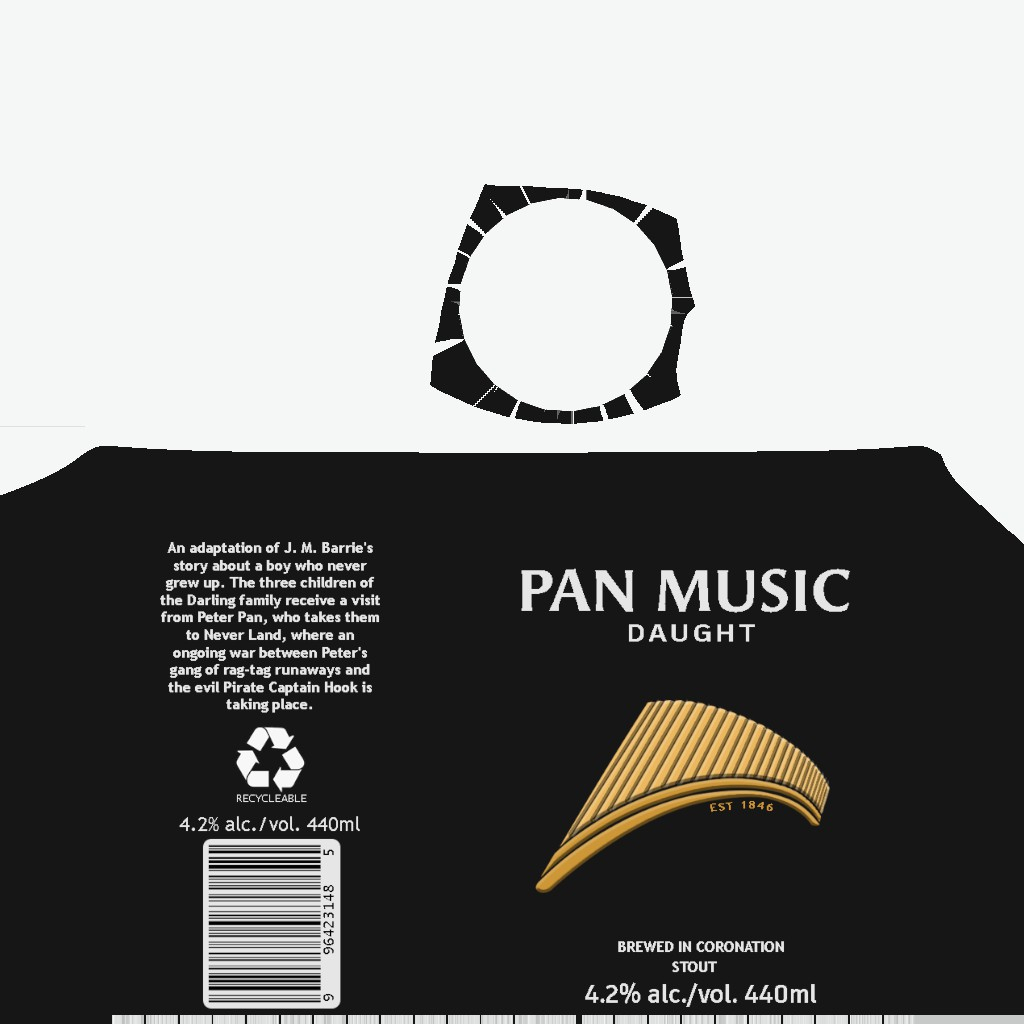 An adaptation of J. M. Barrie's
story about a boy who never
grew up. The three children of
the Darling family receive a visit
from Peter Pan, who takes them
to Never Land, where an
ongoing war between Peter's
gang of rag-tag runaways and
the evil Pirate Captain Hook is
taking place.
RECYCLEABLE
4.2% alc./vol. 440ml
9 96423148 5
PAN MUSIC
DAUGHT
EST 1846
BREWED IN CORONATION
STOUT
4.2% alc./vol. 440ml